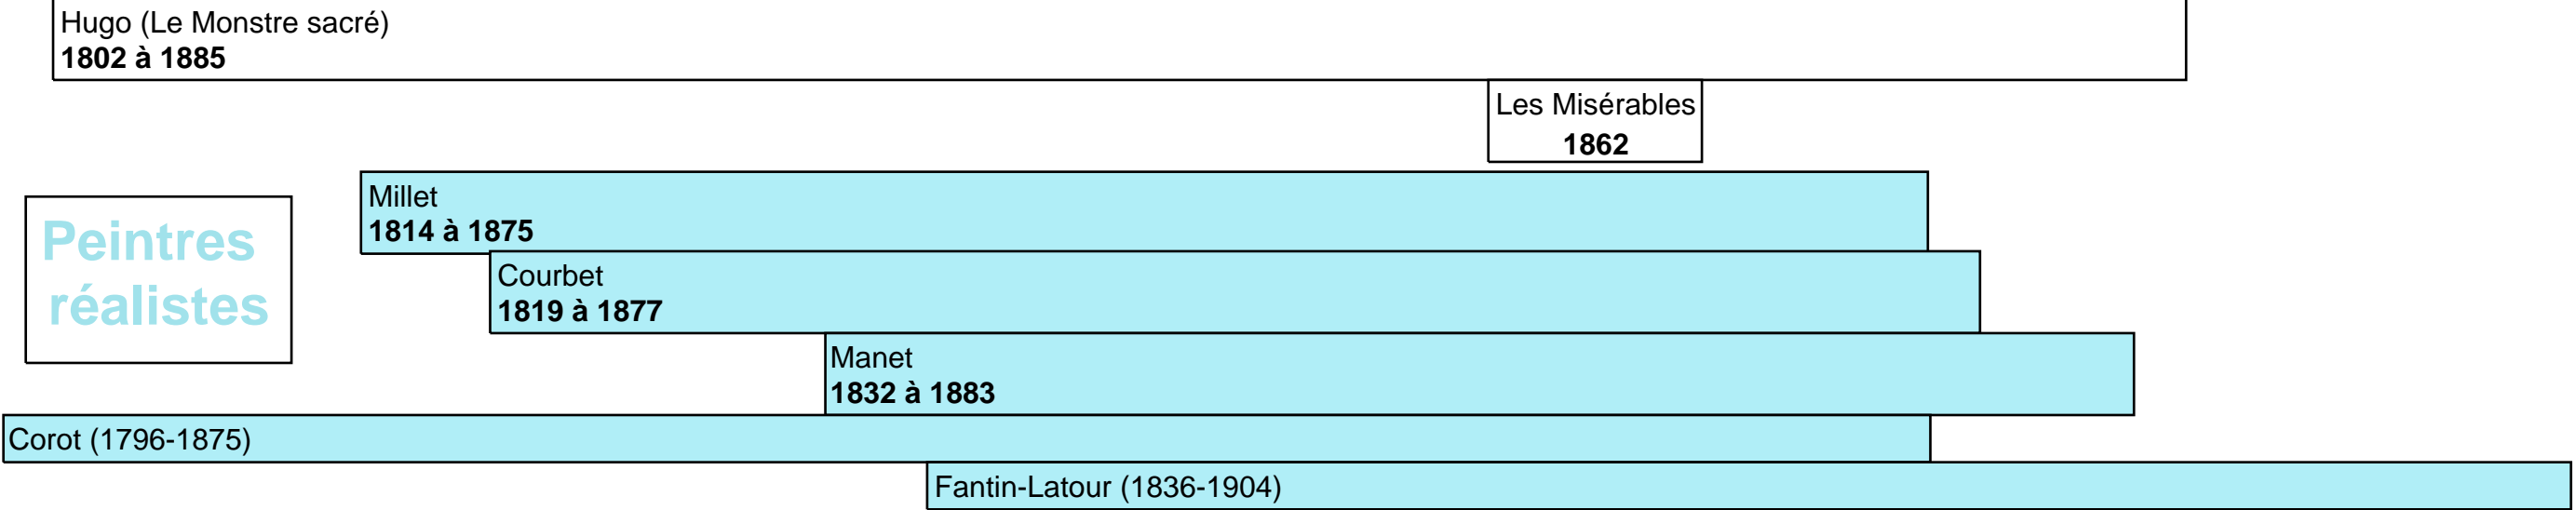 Hugo (Le Monstre sacré)
1802 à 1885
Les Misérables
1862
Millet
1814 à 1875
Peintres
réalistes
Courbet
1819 à 1877
Manet
1832 à 1883
Corot (1796-1875)
Fantin-Latour (1836-1904)